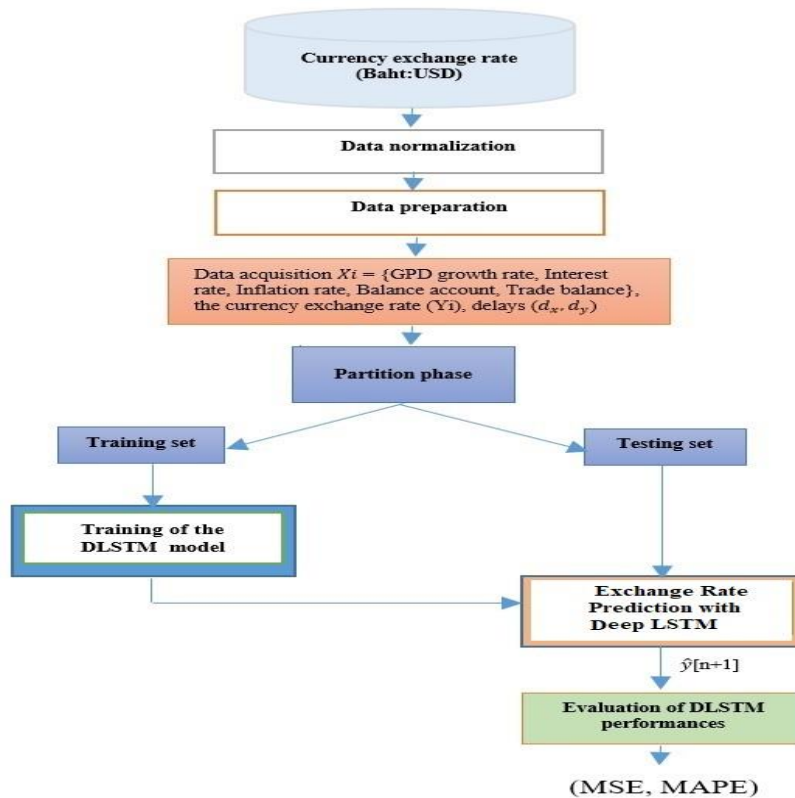 Currency exchange rate
(Baht:USD)
Data normalization
Data preparation
Data acquisition Xi = {GPD growth rate, Interest
rate, Inflation rate, Balance account, Trade balance},
the currency exchange rate (Yi), delays (d_x, d_y)
Partition phase
Training set
Testing set
Training of the
DLSTM model
Exchange Rate
Prediction with
Deep LSTM
ŷ[n+1]
Evaluation of DLSTM
performances
(MSE, MAPE)